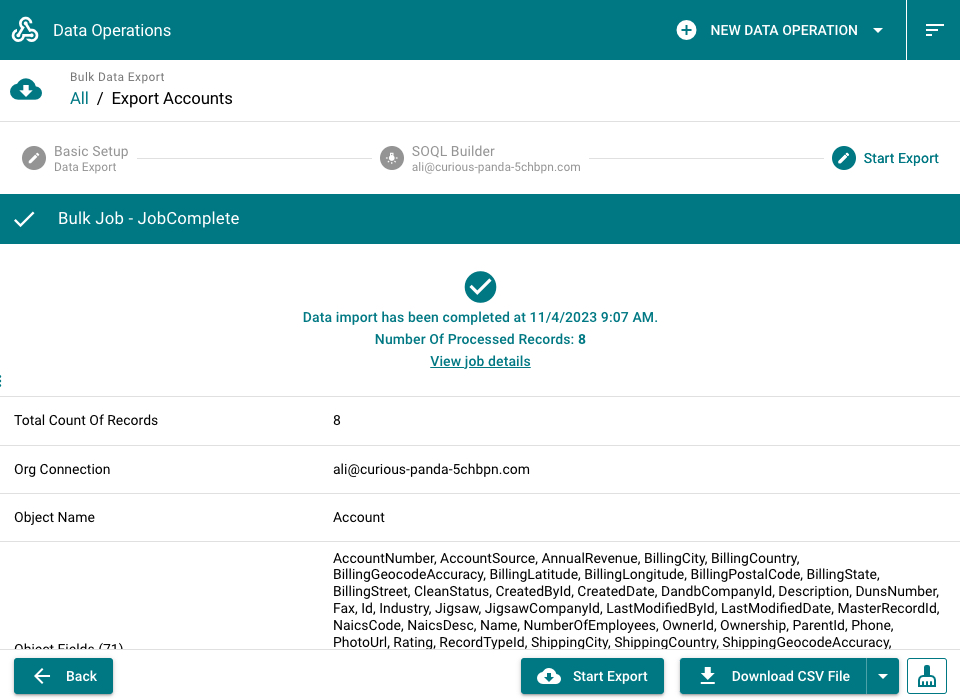 Data Operations
NEW DATA OPERATION
Bulk Data Export
All / Export Accounts
Basic Setup
Data Export
SOQL Builder
ali@curious-panda-5chbpn.com
Start Export
Bulk Job - JobComplete
Data import has been completed at 11/4/2023 9:07 AM.
Number Of Processed Records: 8
View job details
Total Count Of Records 8
Org Connection ali@curious-panda-5chbpn.com
Object Name Account
AccountNumber, AccountSource, AnnualRevenue, BillingCity, BillingCountry,
BillingGeocodeAccuracy, BillingLatitude, BillingLongitude, BillingPostalCode, BillingState,
BillingStreet, CleanStatus, CreatedById, CreatedDate, DandbCompanyId, Description, DunsNumber,
Fax, Id, Industry, Jigsaw, JigsawCompanyId, LastModifiedById, LastModifiedDate, MasterRecordId,
NaicsCode, NaicsDesc, Name, NumberOfEmployees, OwnerId, Ownership, ParentId, Phone,
PhotoUrl, Rating, RecordTypeId, ShippingCity, ShippingCountry, ShippingGeocodeAccuracy,
Object Fields (71)
Back
Start Export
Download CSV File